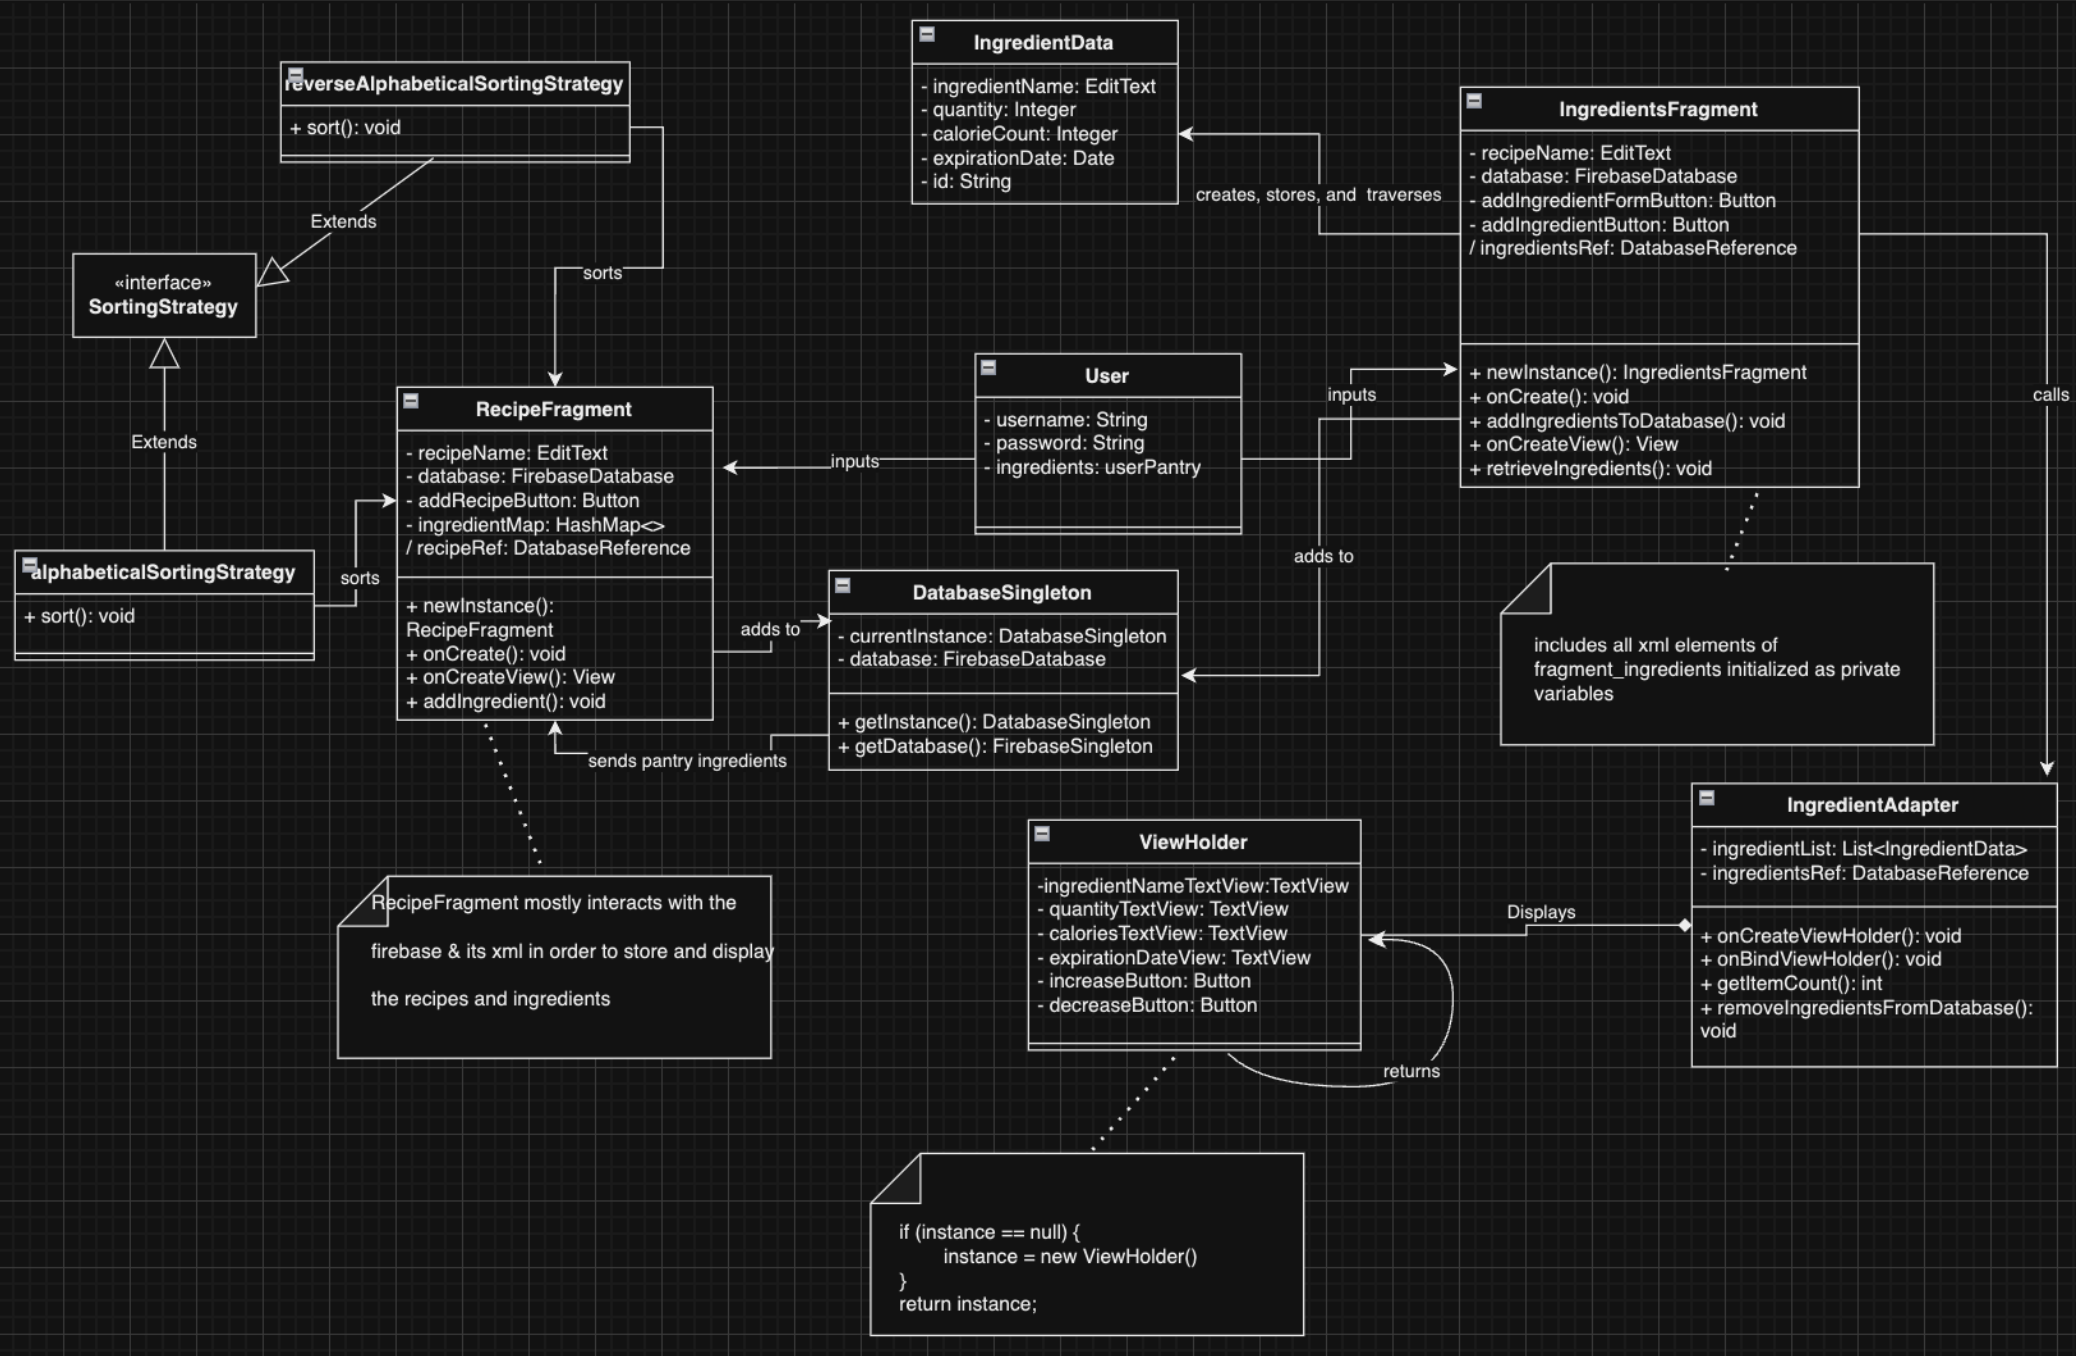 reverseAlphabeticalSortingStrategy
+ sort(): void
Extends
sorts
«interface»
SortingStrategy
Extends
alphabeticalSortingStrategy
+ sort(): void
sorts
RecipeFragment
- recipeName: EditText
- database: FirebaseDatabase
- addRecipeButton: Button
- ingredientMap: HashMap<>
/ recipeRef: DatabaseReference
+ newInstance():
RecipeFragment
+ onCreate(): void
+ onCreateView(): View
+ addIngredient(): void
RecipeFragment mostly interacts with the
firebase & its xml in order to store and display
the recipes and ingredients
IngredientData
- ingredientName: EditText
- quantity: Integer
- calorieCount: Integer
- expirationDate: Date
- id: String
creates, stores, and traverses
IngredientsFragment
- recipeName: EditText
- database: FirebaseDatabase
- addIngredientFormButton: Button
- addIngredientButton: Button
/ ingredientsRef: DatabaseReference
+ newInstance(): IngredientsFragment
+ onCreate(): void
+ addIngredientsToDatabase(): void
+ onCreateView(): View
+ retrieveIngredients(): void
calls
User
- username: String
- password: String
- ingredients: userPantry
inputs
inputs
adds to
DatabaseSingleton
- currentInstance: DatabaseSingleton
- database: FirebaseDatabase
+ getInstance(): DatabaseSingleton
+ getDatabase(): FirebaseSingleton
adds to
sends pantry ingredients
includes all xml elements of
fragment_ingredients initialized as private
variables
IngredientAdapter
- ingredientList: List<IngredientData>
- ingredientsRef: DatabaseReference
+ onCreateViewHolder(): void
+ onBindViewHolder(): void
+ getItemCount(): int
+ removeIngredientsFromDatabase():
void
Displays
ViewHolder
-ingredientNameTextView:TextView
- quantityTextView: TextView
- caloriesTextView: TextView
- expirationDateView: TextView
- increaseButton: Button
- decreaseButton: Button
returns
if (instance == null) {
instance = new ViewHolder()
}
return instance;